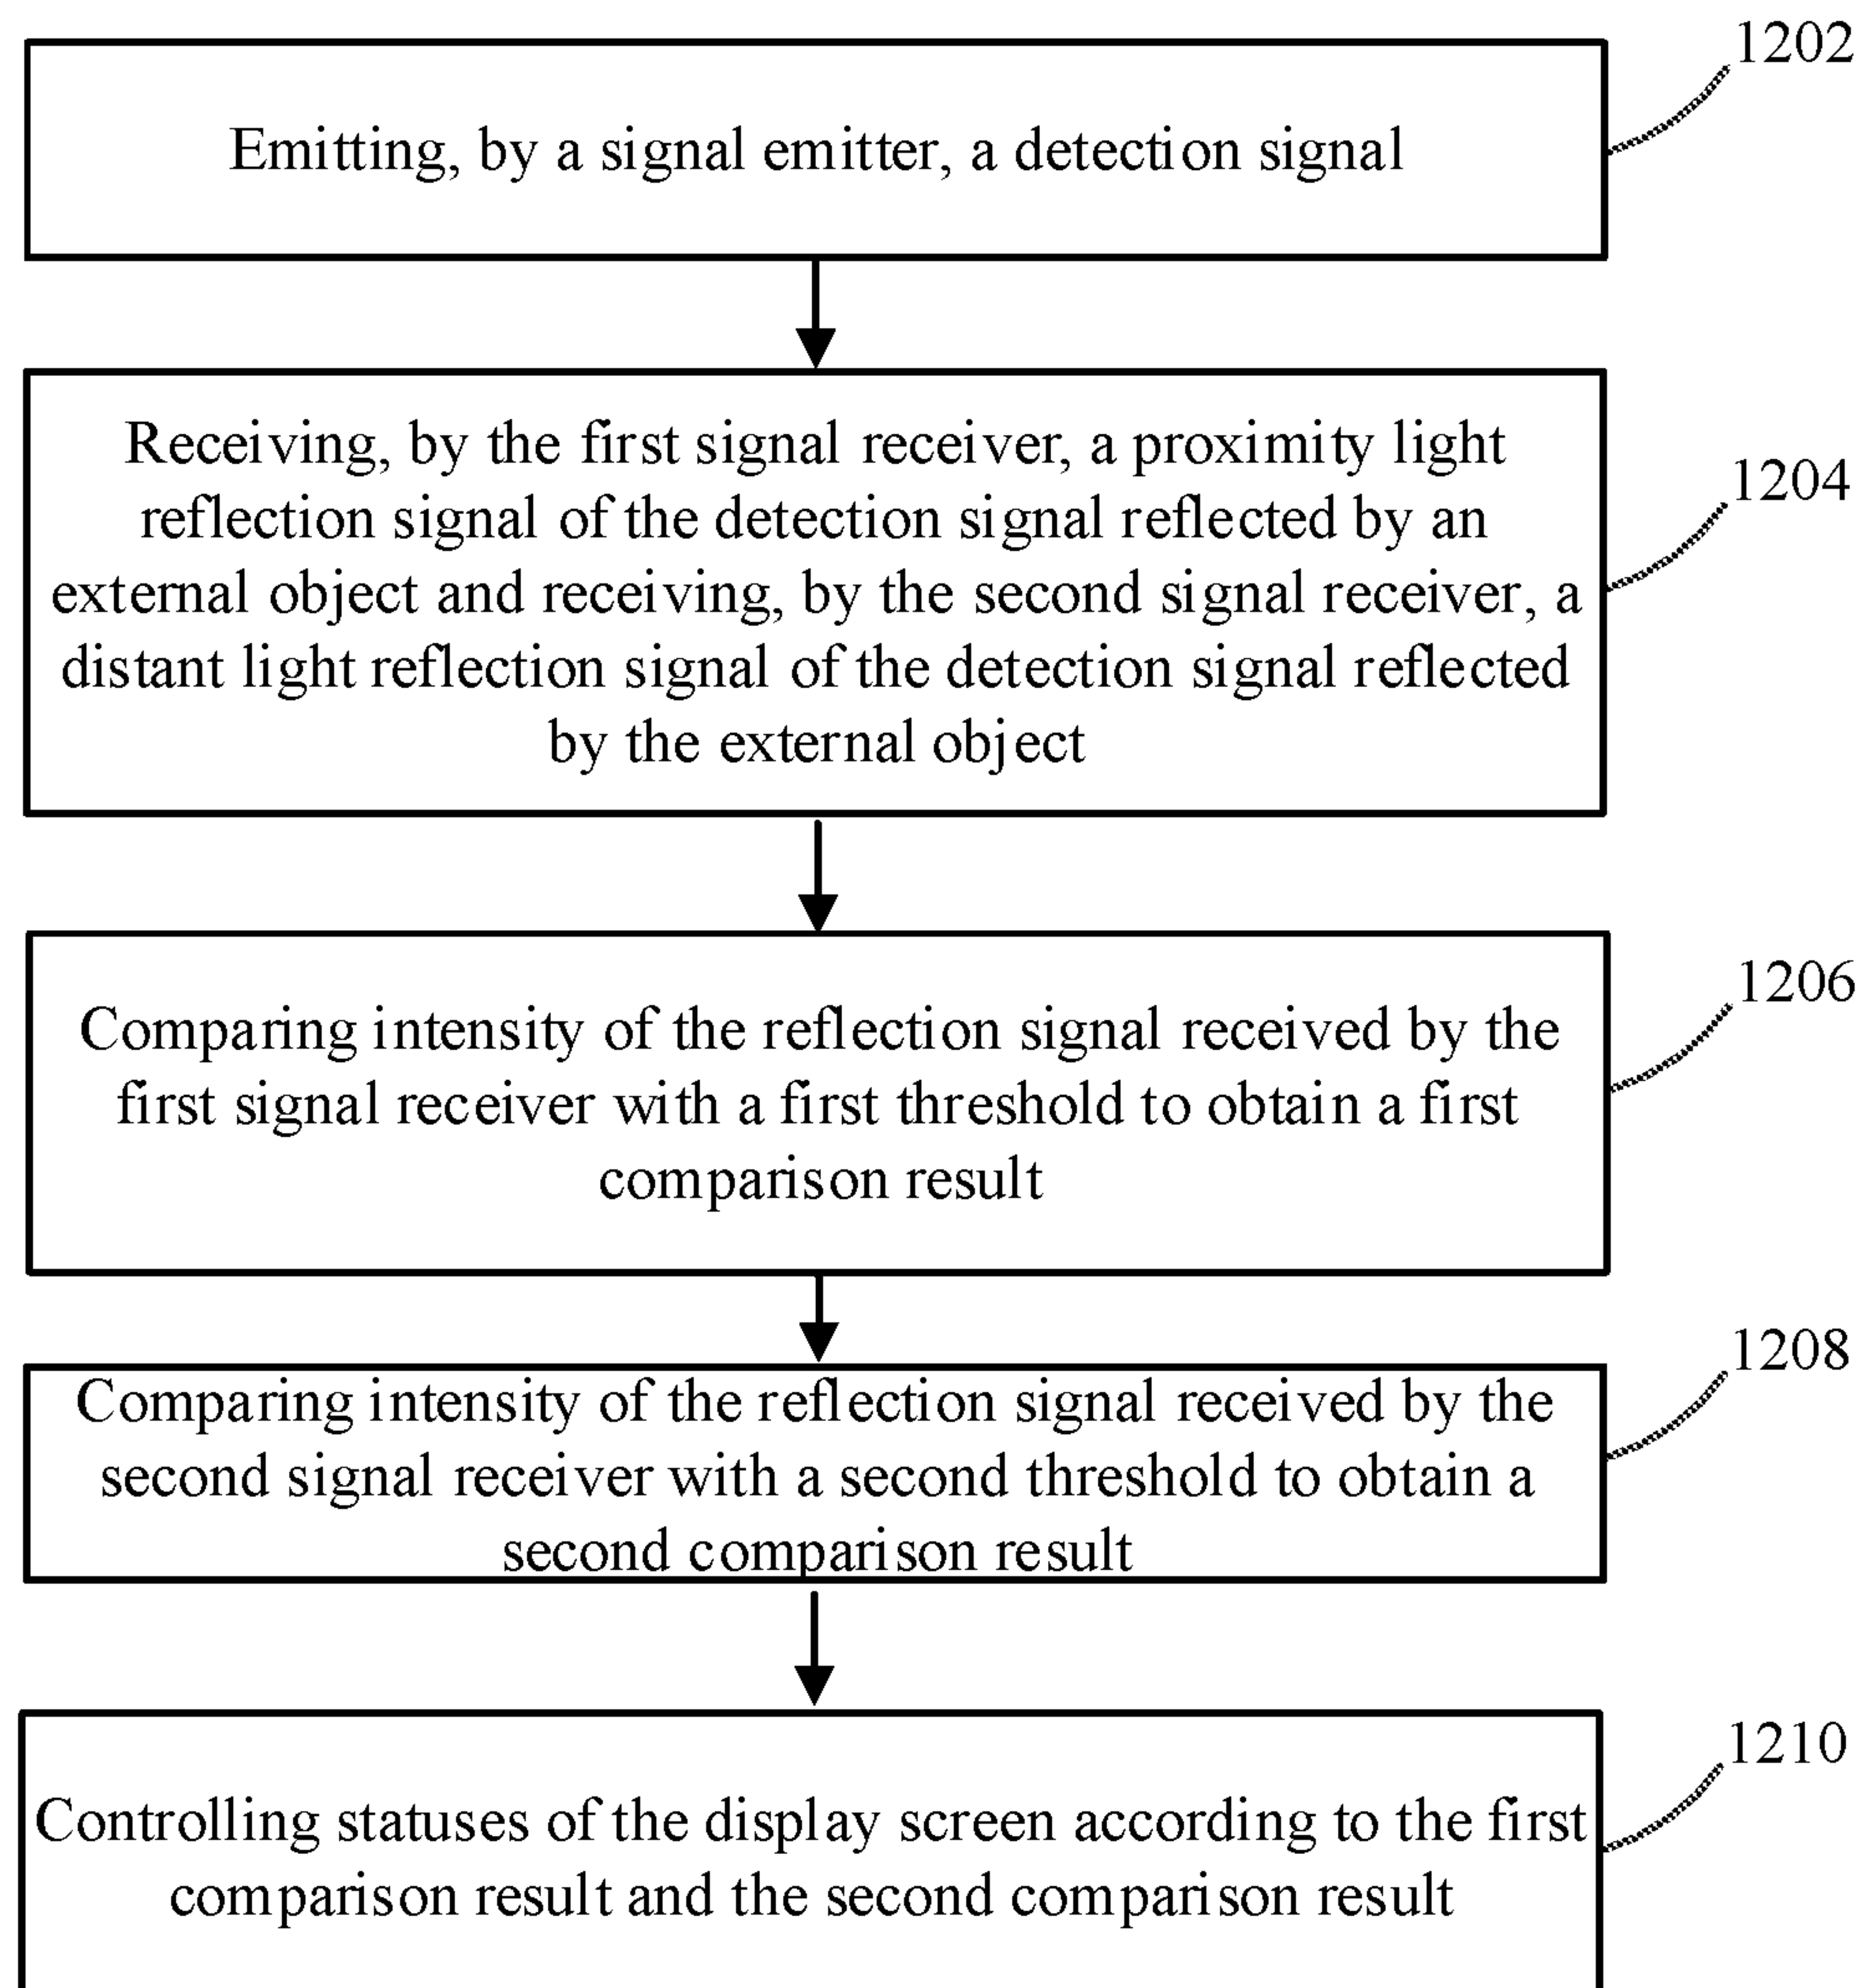 1202
Emitting, by a signal emitter, a detection signal
Receiving, by the first signal receiver, a proximity light
reflection signal of the detection signal reflected by an
external object and receiving, by the second signal receiver, a
distant light reflection signal of the detection signal reflected
by the external object
1204
Comparing intensity of the reflection signal received by the
first signal receiver with a first threshold to obtain a first
comparison result
1206
Comparing intensity of the reflection signal received by the
second signal receiver with a second threshold to obtain a
second comparison result
1208
Controlling statuses of the display screen according to the first
comparison result and the second comparison result
1210